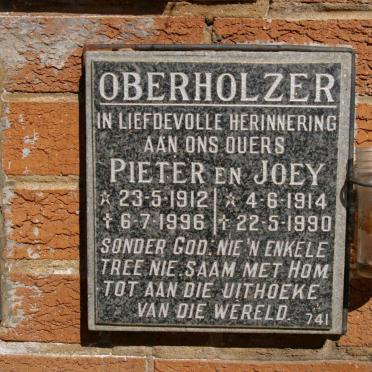 OBERHOLZER
IN LIEFDEVOLLE HERINNERING
AAN ONS OUERS
PIETER EN JOEY
☆ 23-5-1912 ☆ 4-6-1914
✝ 6-7-1996 ✝ 22-5-1990
SONDER GOD: NIE 'N ENKELE
TREE NIE. SAAM MET HOM
TOT AAN DIE UITHOEKE
VAN DIE WÊRELD.
741